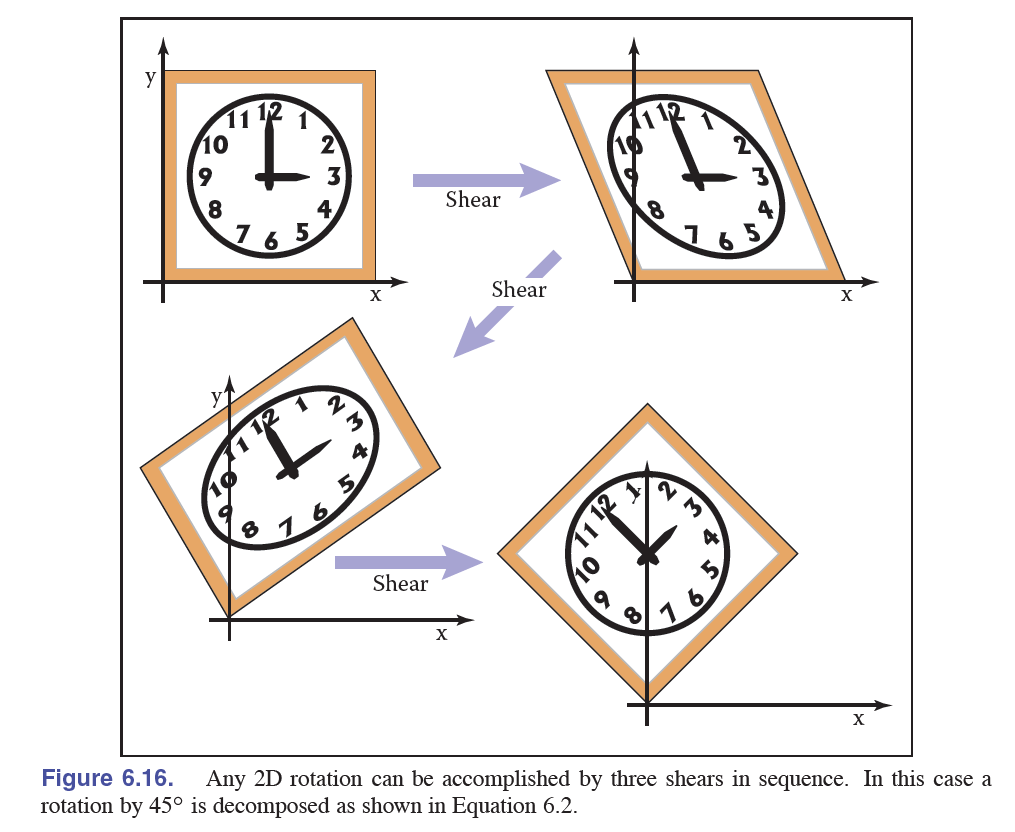 y
11 12 1
10 2
9 3
8 4
7 6 5
x
Shear
11 12 1
10 2
9 3
8 4
7 6 5
x
Shear
y
11 12 1 2
10 3
9 4
8 7 6 5
x
Shear
12 1 2
11 3
10 4
9 5
8 7 6
x
Figure 6.16. Any 2D rotation can be accomplished by three shears in sequence. In this case a
rotation by 45° is decomposed as shown in Equation 6.2.